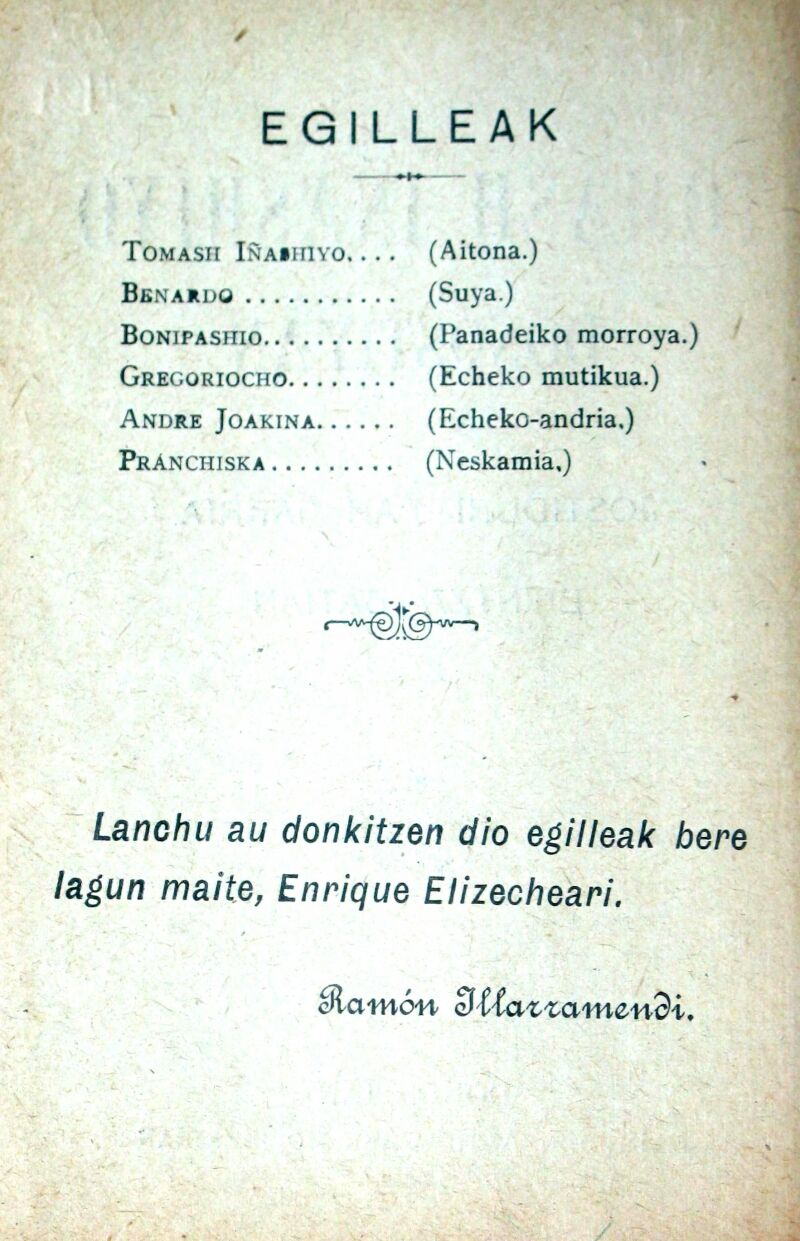 EGILLEAK
TOMASH IÑASHIYO.... (Aitona.)
BENARDO ........... (Suya.)
BONIPASHIO.......... (Panadeiko morroya.)
GREGORIOCHO........ (Echeko mutikua.)
ANDRE JOAKINA...... (Echeko-andria.)
PRANCHISKA......... (Neskamia.)
Lanchu au donkitzen dio egilleak bere
lagun maite, Enrique Elizecheari.
Ramón Illarramendi.